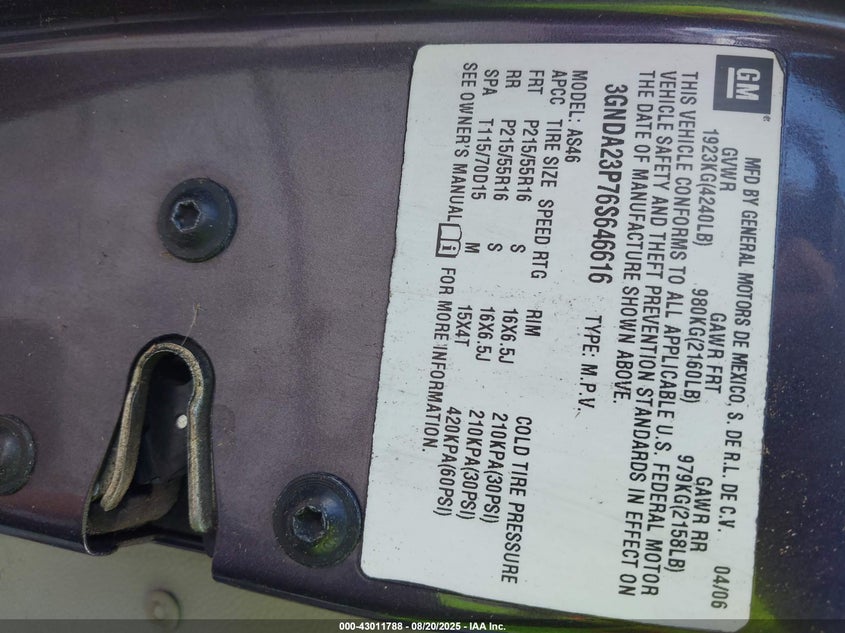 GM ®
MFD BY GENERAL MOTORS DE MEXICO, S. DE R.L. DE C.V. 04/06
GVWR GAWR FRT GAWR RR
1923KG(4240LB) 980KG(2160LB) 979KG(2158LB)
THIS VEHICLE CONFORMS TO ALL APPLICABLE U.S. FEDERAL MOTOR
VEHICLE SAFETY AND THEFT PREVENTION STANDARDS IN EFFECT ON
THE DATE OF MANUFACTURE SHOWN ABOVE.
3GNDA23P76S646616 TYPE: M.P.V.
MODEL: AS46
APCC TIRE SIZE SPEED RTG RIM COLD TIRE PRESSURE
FRT P215/55R16 S 16X6.5J 210KPA(30PSI)
RR P215/55R16 S 16X6.5J 210KPA(30PSI)
SPA T115/70D15 M 15X4T 420KPA(60PSI)
SEE OWNER'S MANUAL i FOR MORE INFORMATION.
000-43011788 - 08/20/2025 - IAA Inc.